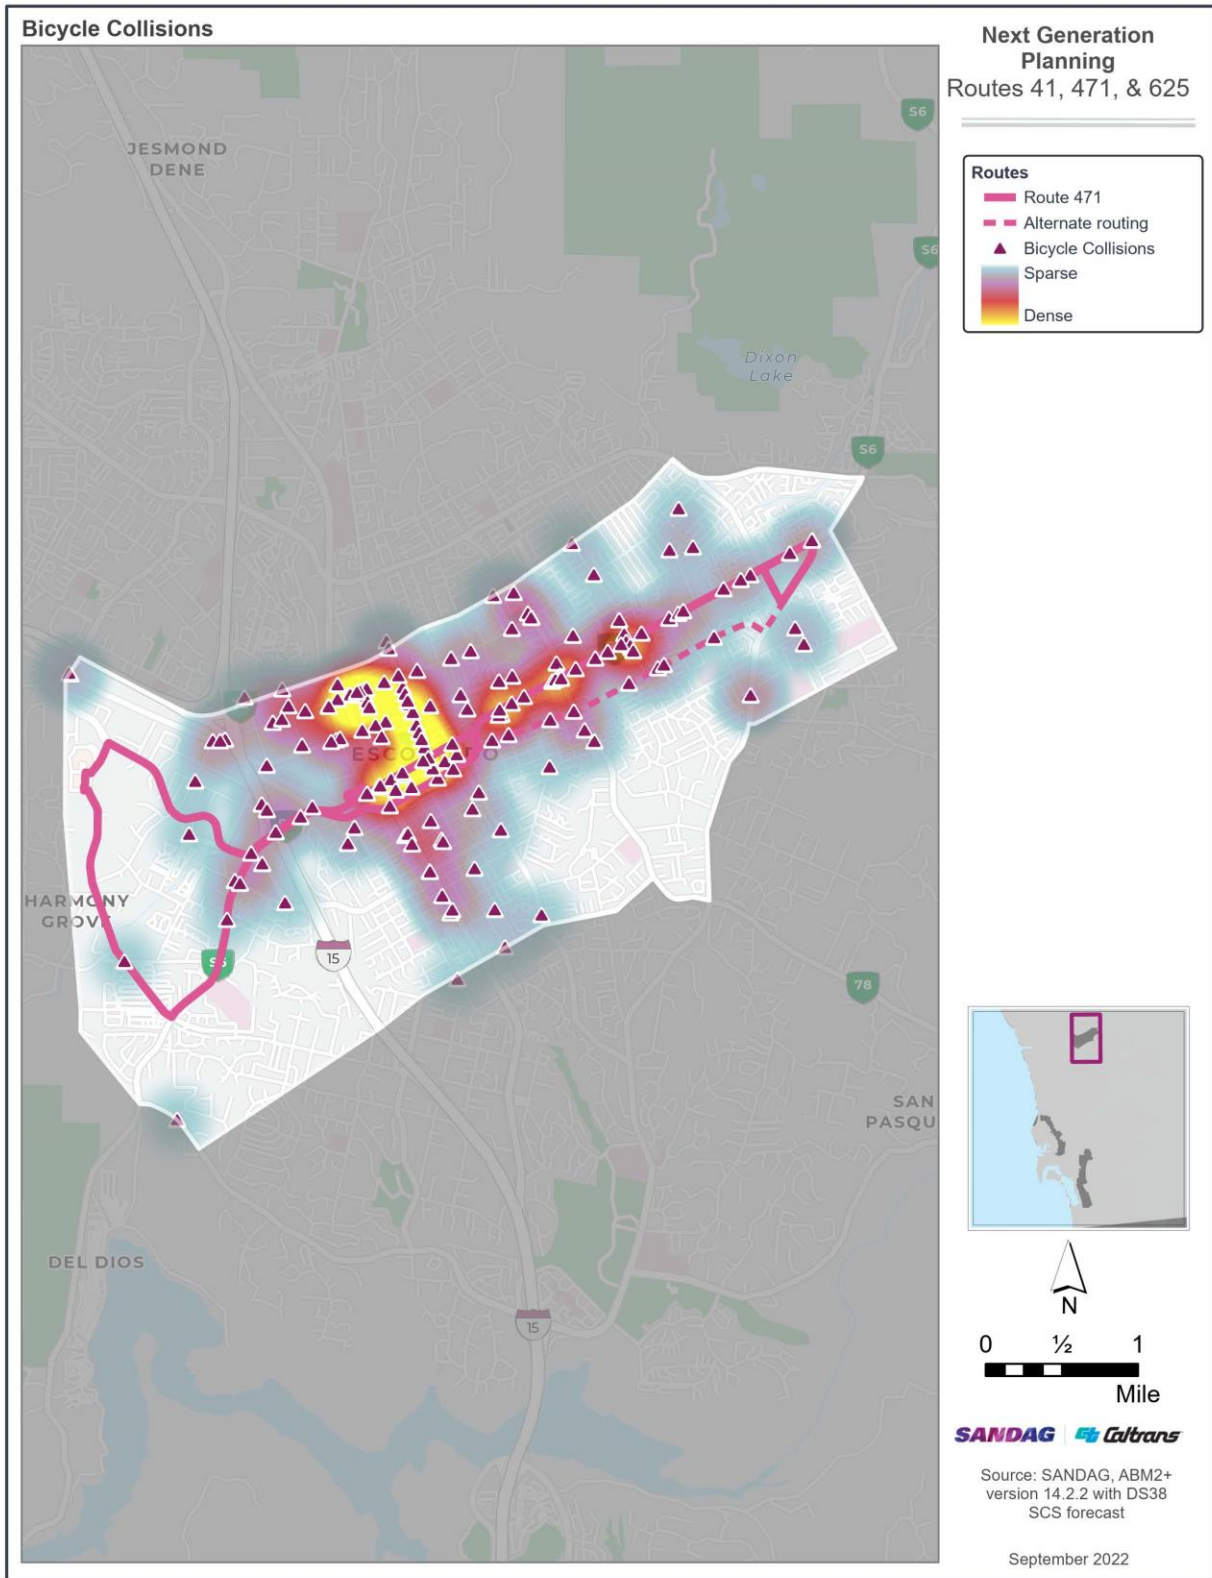 Bicycle Collisions
Next Generation
Planning
Routes 41, 471, & 625
Routes
Route 471
Alternate routing
Bicycle Collisions
Sparse
Dense
S6
JESMOND
DENE
S6
Dixon
Lake
S6
HARMONY
GROVE
S6
15
78
SAN
PASQU
DEL DIOS
15
N
0 ½ 1
Mile
SANDAG Caltrans
Source: SANDAG, ABM2+
version 14.2.2 with DS38
SCS forecast
September 2022